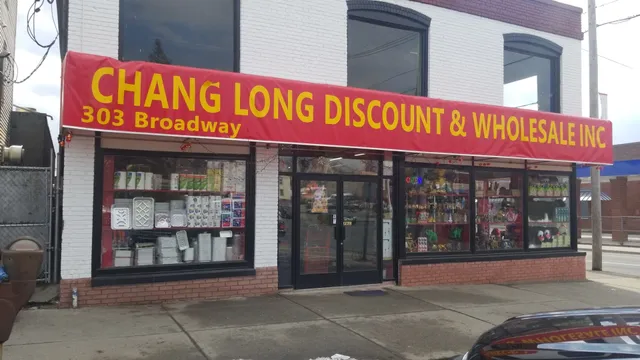 CHANG LONG DISCOUNT & WHOLESALE INC
303 Broadway